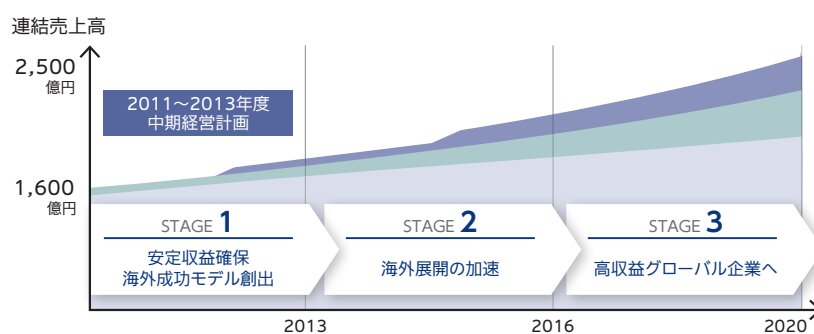 連結売上高
2,500
億円
2011～2013年度
中期経営計画
1,600
億円
STAGE 1
安定収益確保
海外成功モデル創出
STAGE 2
海外展開の加速
STAGE 3
高収益グローバル企業へ
2013
2016
2020